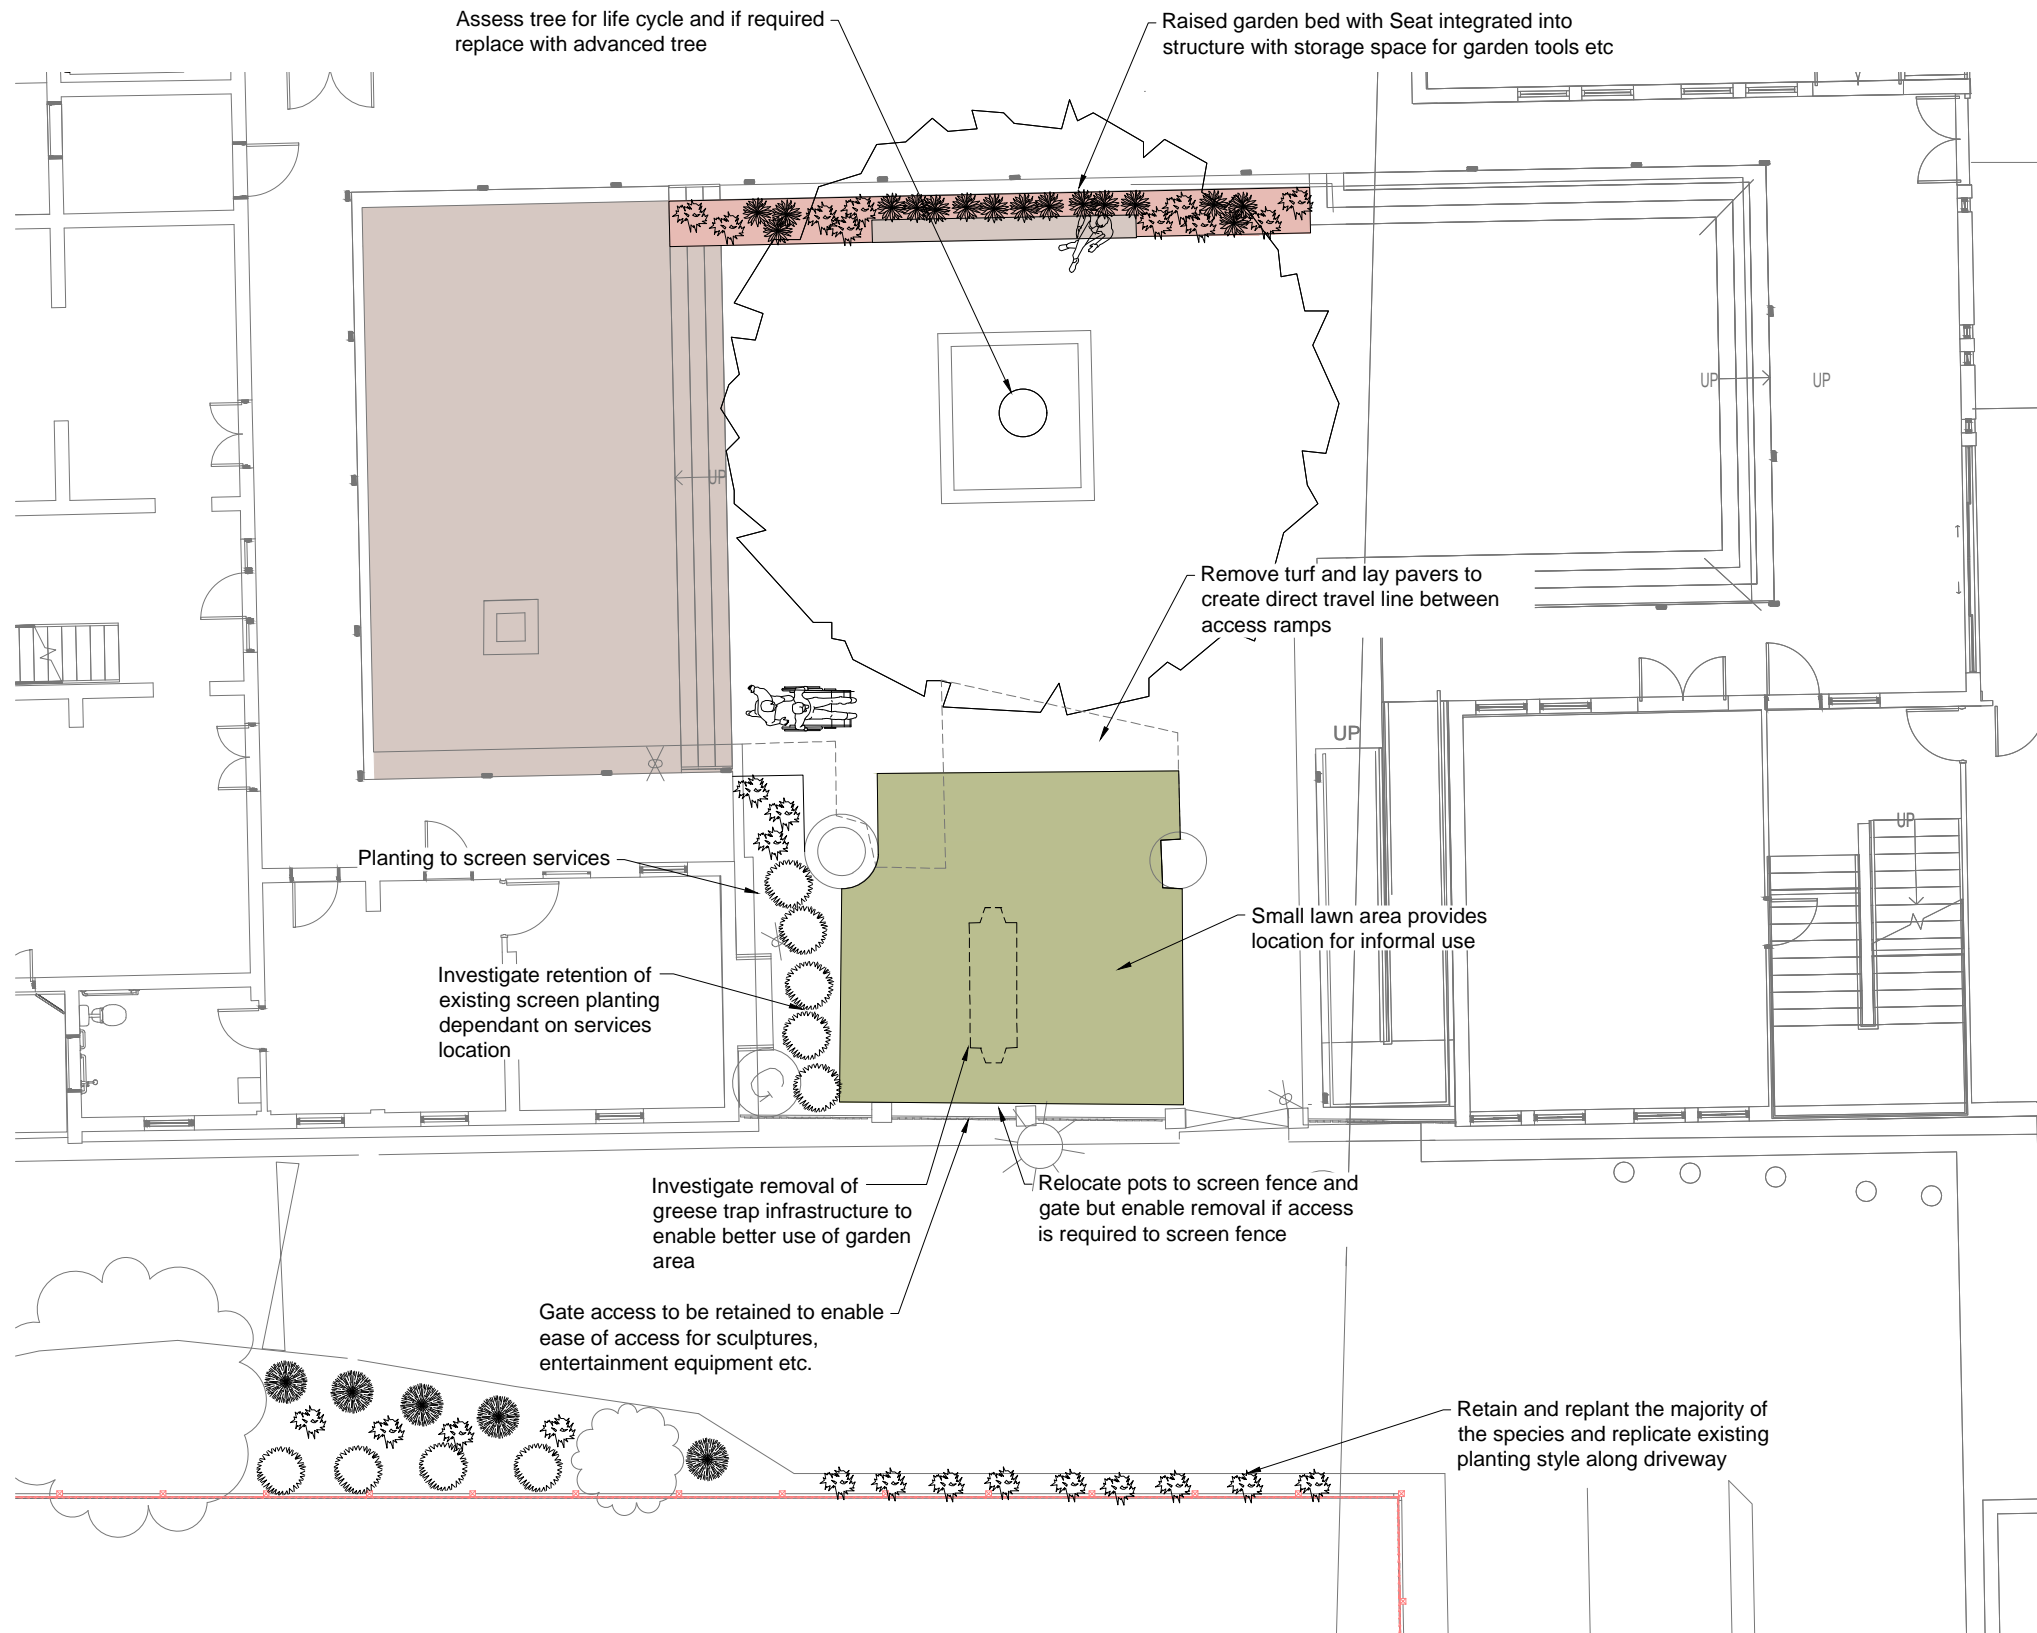 Assess tree for life cycle and if required
replace with advanced tree
Raised garden bed with Seat integrated into
structure with storage space for garden tools etc
UP
UP
UP
Remove turf and lay pavers to
create direct travel line between
access ramps
UP
UP
Planting to screen services
Small lawn area provides
location for informal use
Investigate retention of
existing screen planting
dependant on services
location
Investigate removal of
greese trap infrastructure to
enable better use of garden
area
Relocate pots to screen fence and
gate but enable removal if access
is required to screen fence
Gate access to be retained to enable
ease of access for sculptures,
entertainment equipment etc.
Retain and replant the majority of
the species and replicate existing
planting style along driveway